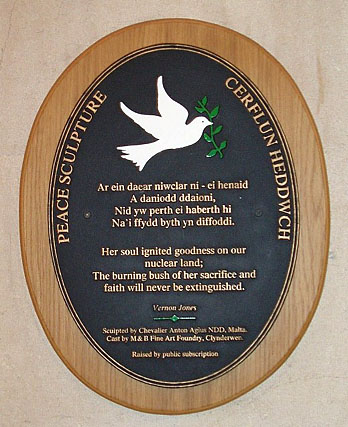 PEACE SCULPTURE
CERFLUN HEDDWCH
Ar ein daear niwclar ni - ei henaid
A daniodd ddaioni,
Nid yw perth ei haberth hi
Na'i ffydd byth yn diffoddi.
Her soul ignited goodness on our
nuclear land;
The burning bush of her sacrifice and
faith will never be extinguished.
Vernon Jones
Sculpted by Chevalier Anton Agius NDD, Malta.
Cast by M & B Fine Art Foundry, Clynderwen.
Raised by public subscription